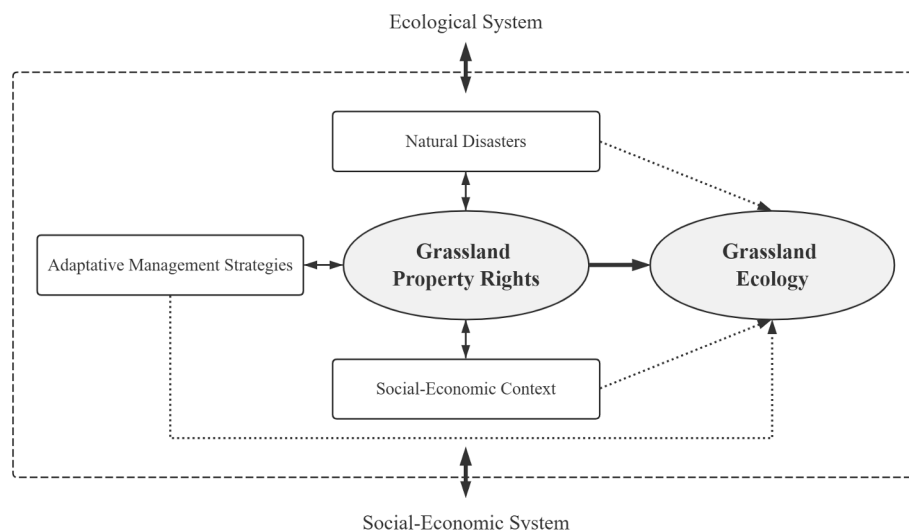 Ecological System
Natural Disasters
Adaptative Management Strategies
Grassland
Property Rights
Grassland
Ecology
Social-Economic Context
Social-Economic System